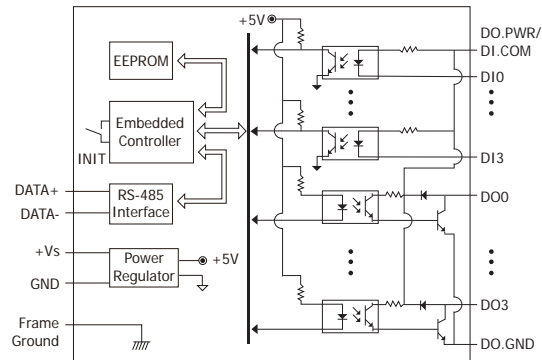 +5V
DO.PWR/
DI.COM
EEPROM
DI0
Embedded
Controller
INIT
DI3
DATA+
RS-485
Interface
DO0
DATA-
+Vs
Power
Regulator
+5V
GND
DO3
Frame
Ground
DO.GND